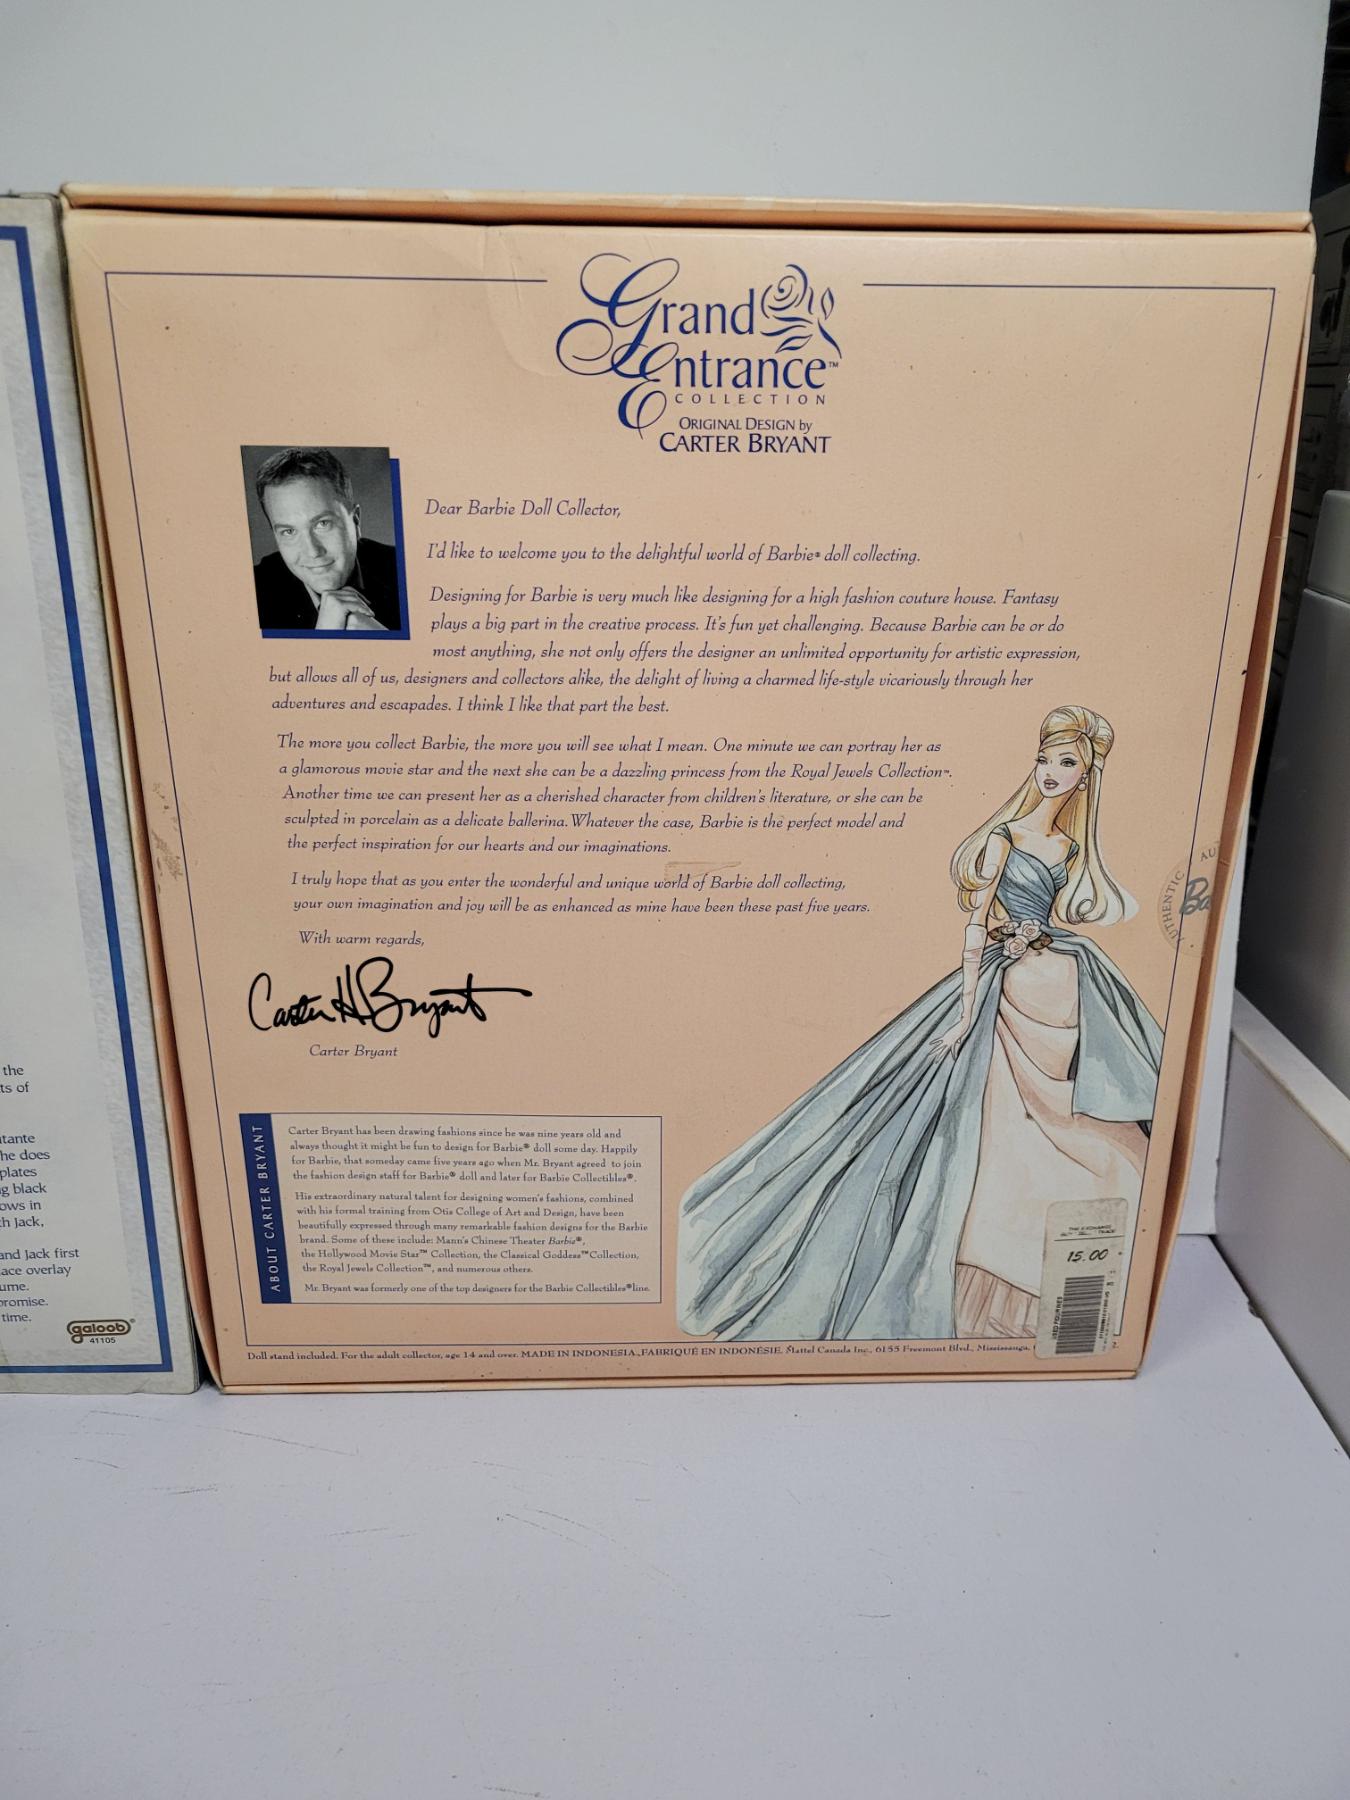 Grand
Entrance™
COLLECTION
ORIGINAL DESIGN by
CARTER BRYANT
Dear Barbie Doll Collector,
I'd like to welcome you to the delightful world of Barbie® doll collecting.
Designing for Barbie is very much like designing for a high fashion couture house. Fantasy
plays a big part in the creative process. It's fun yet challenging. Because Barbie can be or do
most anything, she not only offers the designer an unlimited opportunity for artistic expression,
but allows all of us, designers and collectors alike, the delight of living a charmed life-style vicariously through her
adventures and escapades. I think I like that part the best.
The more you collect Barbie, the more you will see what I mean. One minute we can portray her as
a glamorous movie star and the next she can be a dazzling princess from the Royal Jewels Collection™.
Another time we can present her as a cherished character from children's literature, or she can be
sculpted in porcelain as a delicate ballerina. Whatever the case, Barbie is the perfect model and
the perfect inspiration for our hearts and our imaginations.
I truly hope that as you enter the wonderful and unique world of Barbie doll collecting,
your own imagination and joy will be as enhanced as mine have been these past five years.
With warm regards,
Carter H Bryant
Carter Bryant
ABOUT CARTER BRYANT
Carter Bryant has been drawing fashions since he was nine years old and
always thought it might be fun to design for Barbie® doll some day. Happily
for Barbie, that someday came five years ago when Mr. Bryant agreed to join
the fashion design staff for Barbie® doll and later for Barbie Collectibles®.
His extraordinary natural talent for designing women's fashions, combined
with his formal training from Otis College of Art and Design, have been
beautifully expressed through many remarkable fashion designs for the Barbie
brand. Some of these include: Mann's Chinese Theater Barbie®,
the Hollywood Movie Star™ Collection, the Classical Goddess™ Collection,
the Royal Jewels Collection™, and numerous others.
Mr. Bryant was formerly one of the top designers for the Barbie Collectibles® line.
Doll stand included. For the adult collector, age 14 and over. MADE IN INDONESIA. FABRIQUÉ EN INDONÉSIE. Mattel Canada Inc., 6155 Freemont Blvd., Mississauga,
AUTHENTIC
AU
Ba
THE EXCHANGE
15.00
the
ts of
utante
he does
plates
g black
ows in
th Jack,
and Jack first
ace overlay
ume.
romise.
time.
galoob®
41105